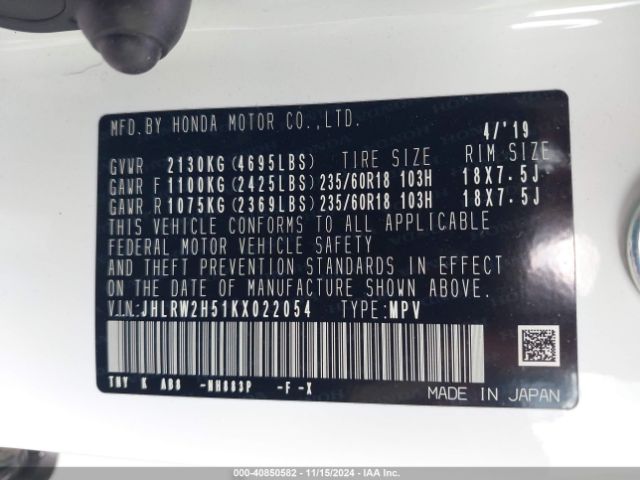 MFD.BY HONDA MOTOR CO.,LTD. 4/'19
GVWR 2130KG(4695LBS) TIRE SIZE RIM SIZE
GAWR F 1100KG(2425LBS) 235/60R18 103H 18X7.5J
GAWR R 1075KG(2369LBS) 235/60R18 103H 18X7.5J
THIS VEHICLE CONFORMS TO ALL APPLICABLE
FEDERAL MOTOR VEHICLE SAFETY
AND THEFT PREVENTION STANDARDS IN EFFECT
ON THE DATE OF MANUFACTURE SHOWN ABOVE.
VIN:JHLRW2H51KX022054 TYPE:MPV
TNY K AB8 -NH883P -F-X
MADE IN JAPAN
©-40850582 - 11/15/2024 - IAA Inc.